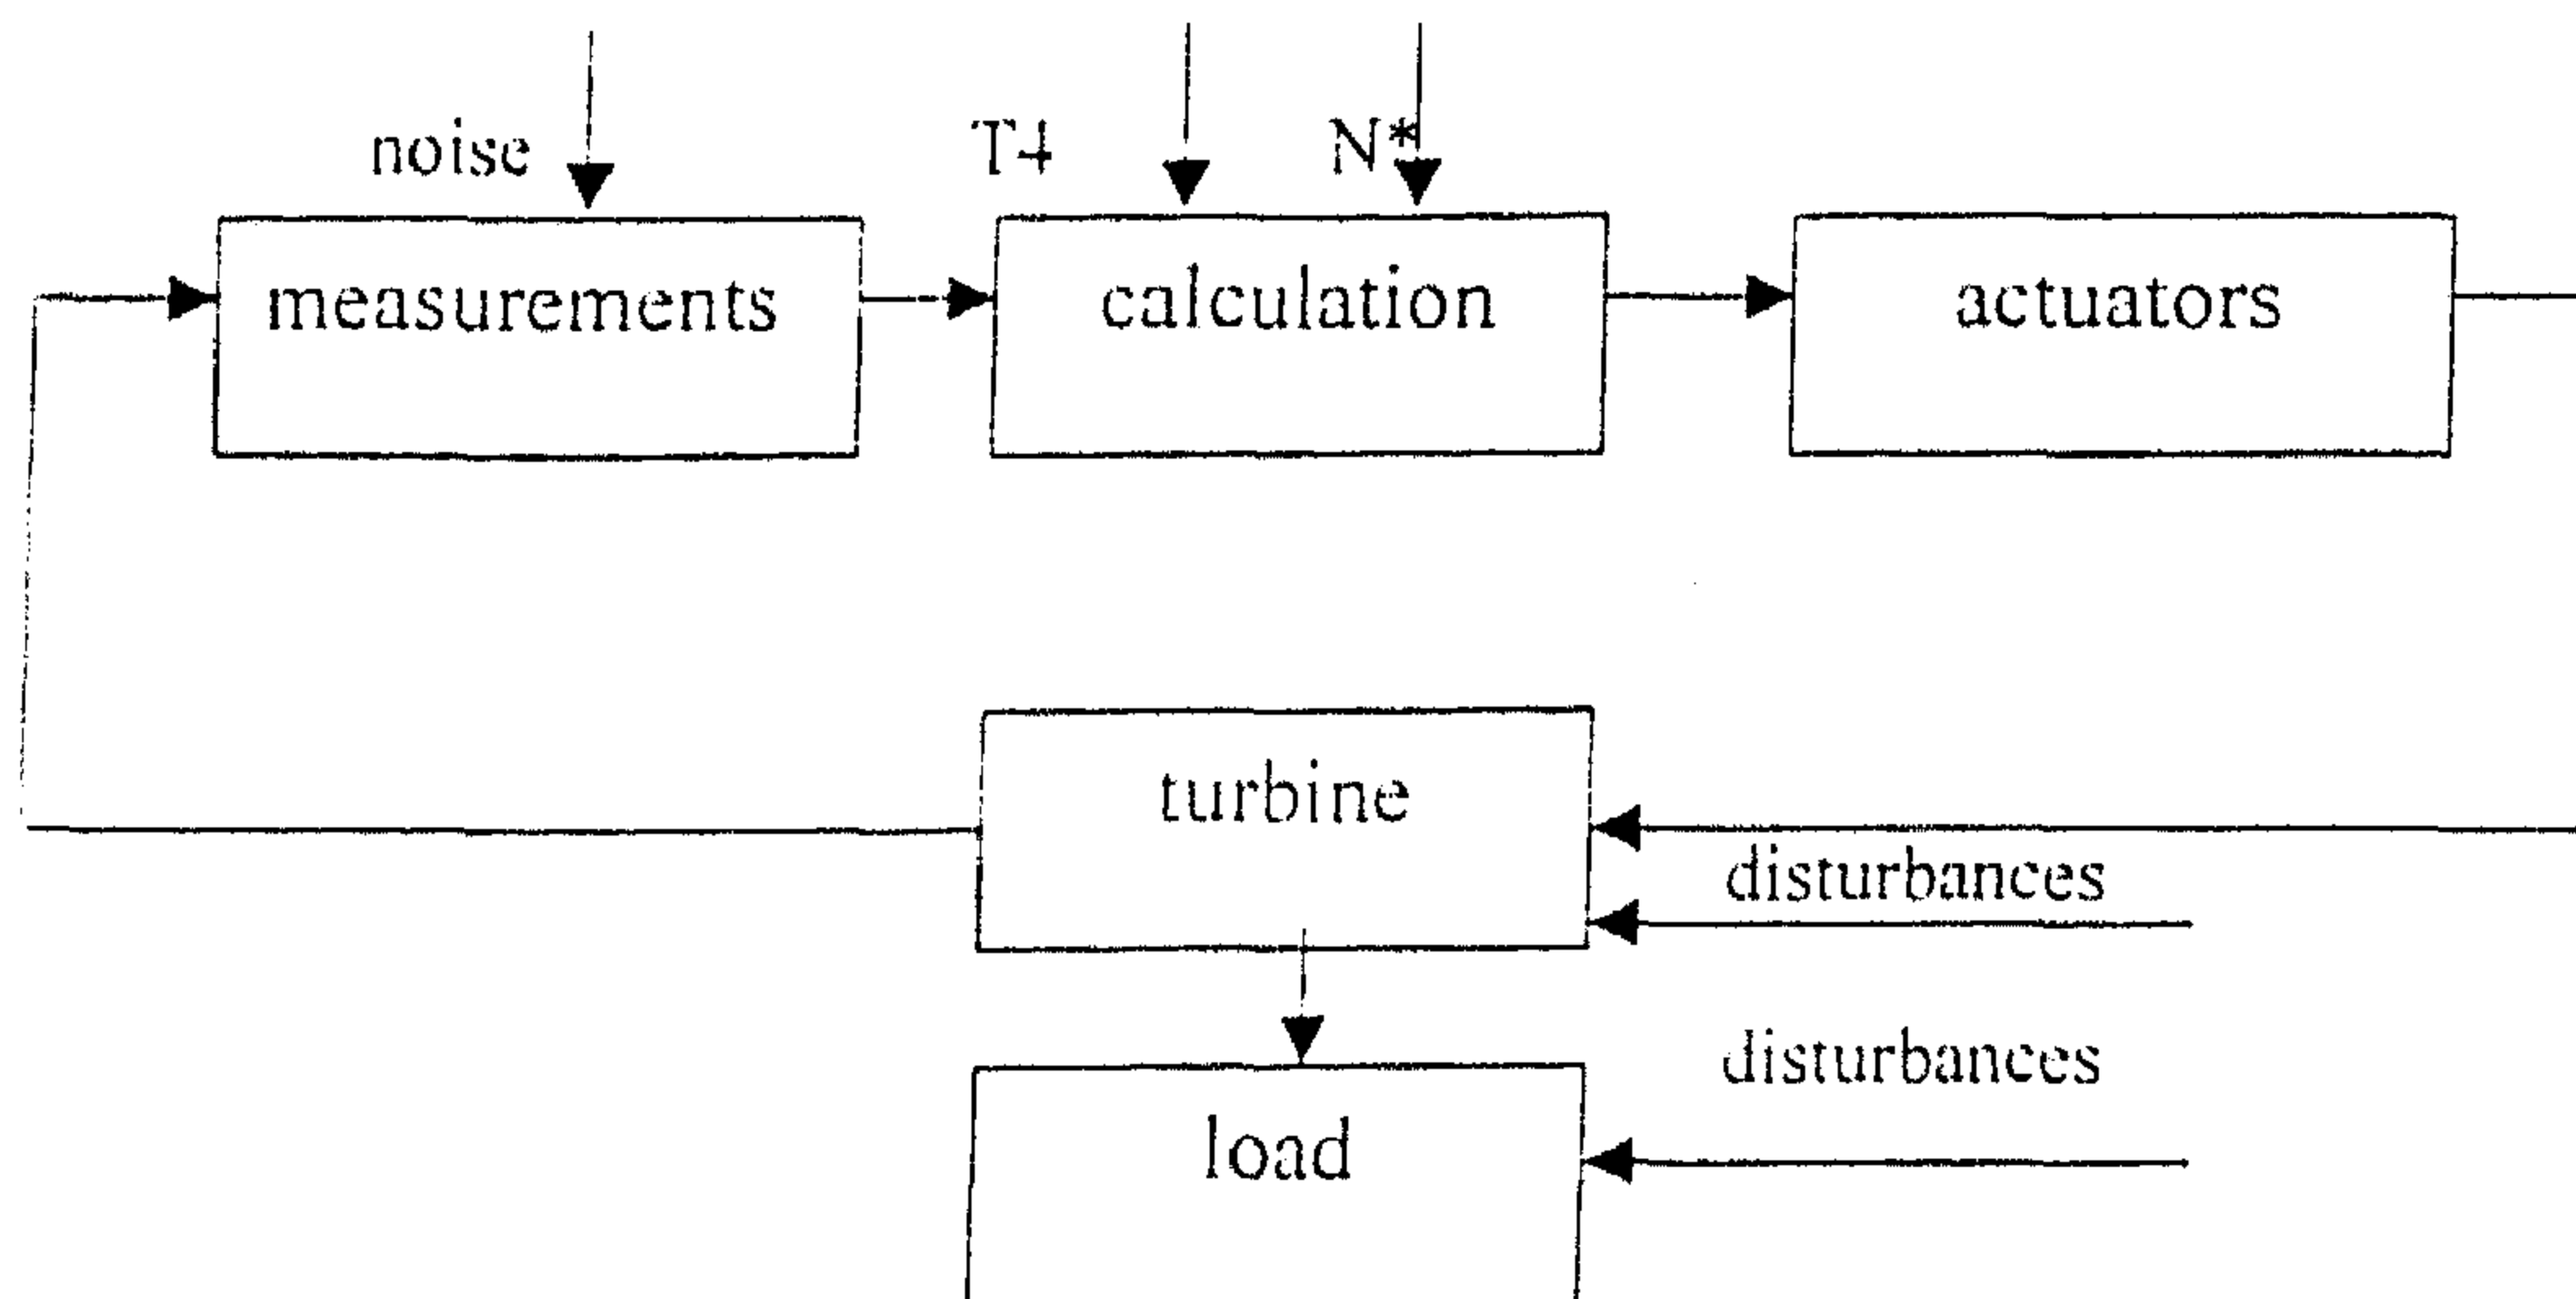 noise
T4
N*
measurements
calculation
actuators
turbine
disturbances
disturbances
load